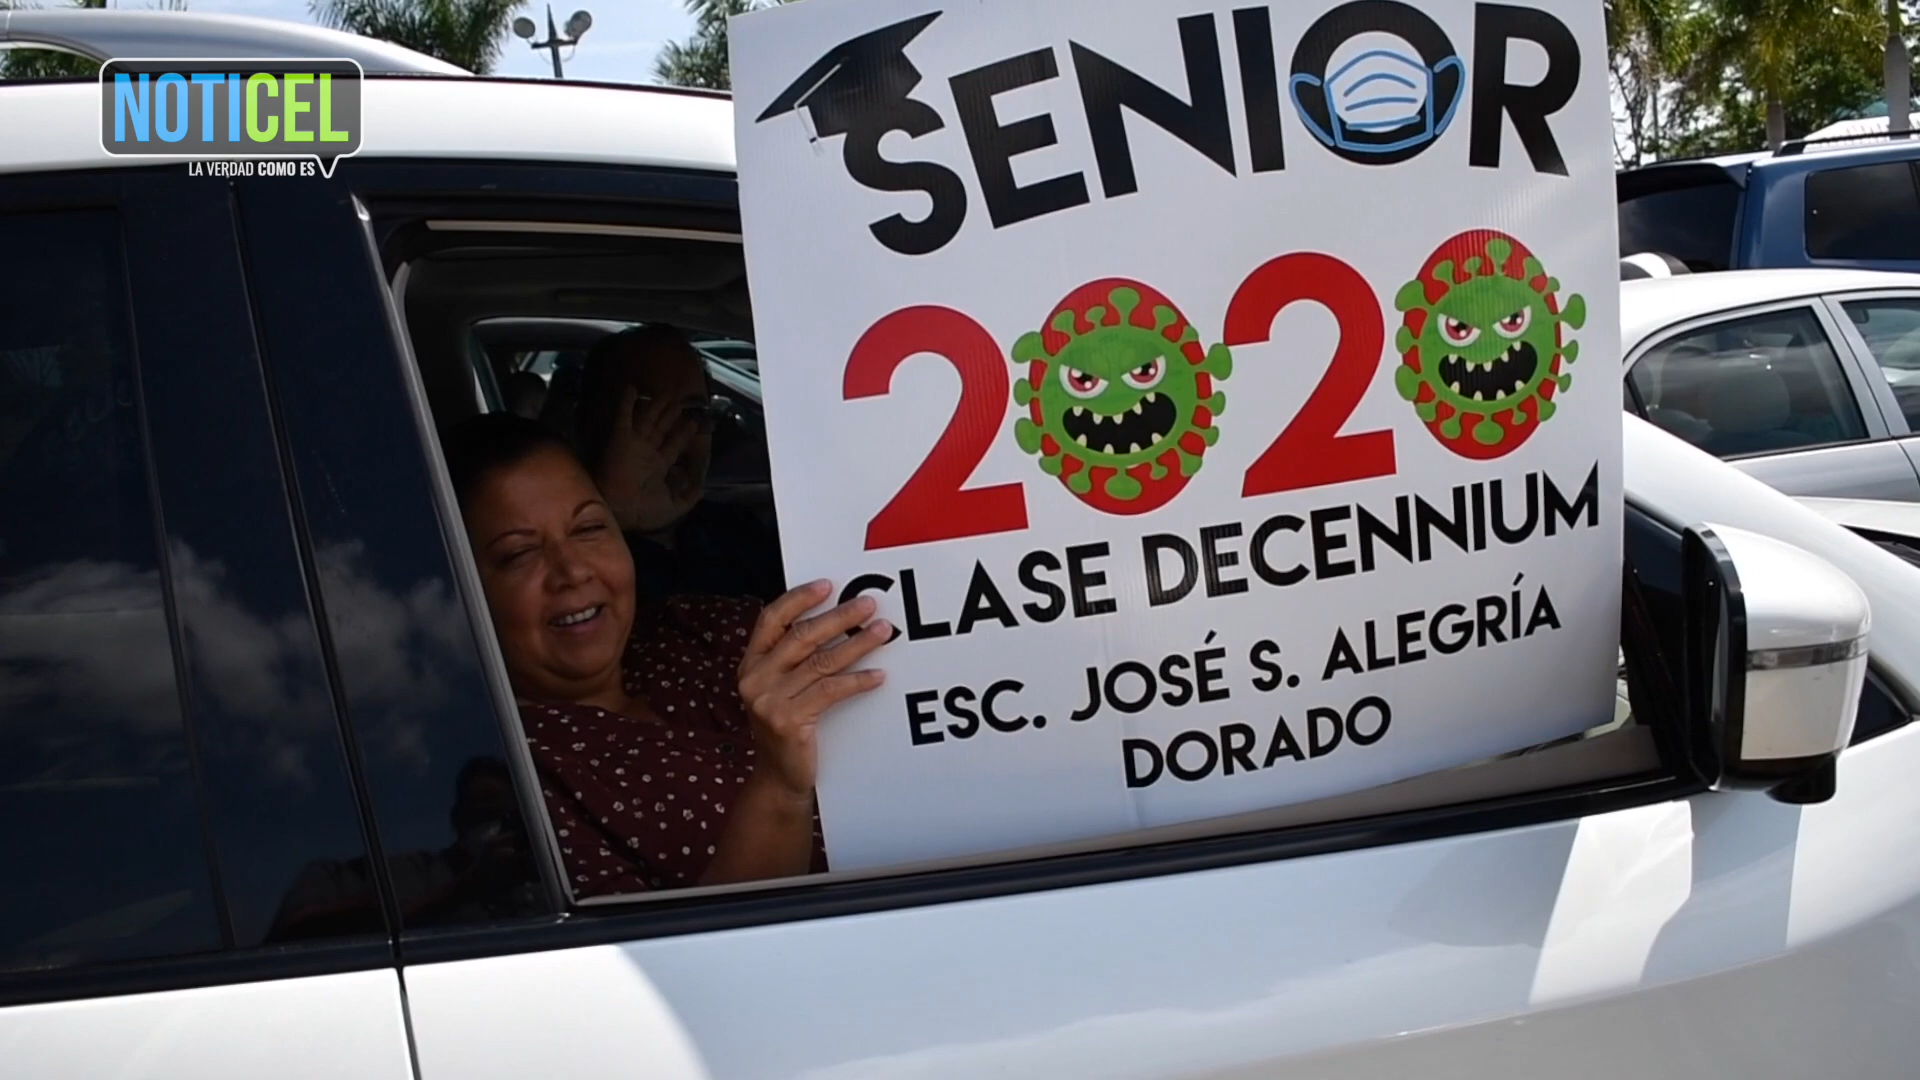 NOTICEL
LA VERDAD COMO ES
SENIOR
2020
CLASE DECENNIUM
ESC. JOSÉ S. ALEGRÍA
DORADO